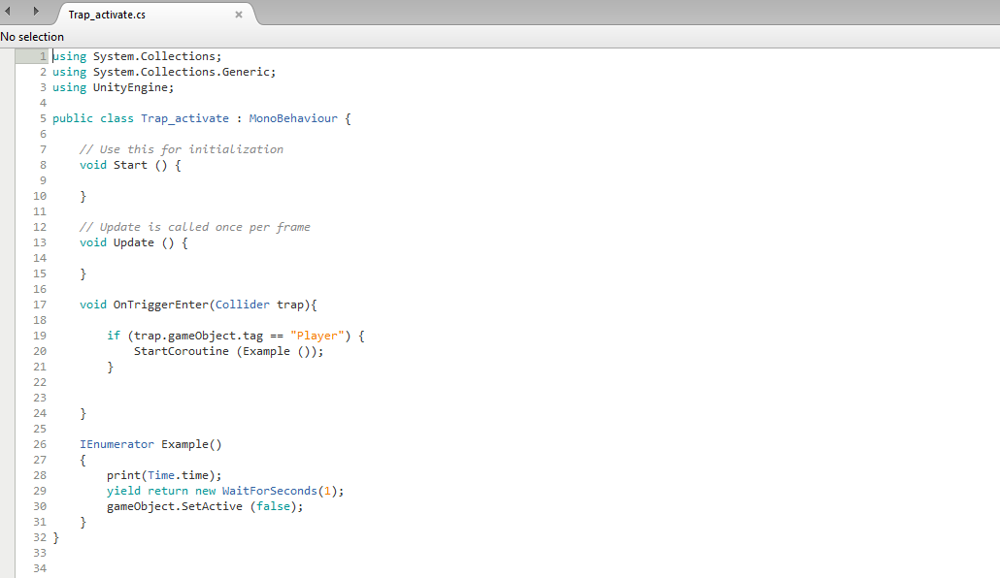 Trap_activate.cs
No selection
1 using System.Collections;
2 using System.Collections.Generic;
3 using UnityEngine;
4
5 public class Trap_activate : MonoBehaviour {
6
7     // Use this for initialization
8     void Start () {
9
10     }
11
12     // Update is called once per frame
13     void Update () {
14
15     }
16
17     void OnTriggerEnter(Collider trap){
18
19         if (trap.gameObject.tag == "Player") {
20             StartCoroutine (Example ());
21         }
22
23
24     }
25
26     IEnumerator Example()
27     {
28         print(Time.time);
29         yield return new WaitForSeconds(1);
30         gameObject.SetActive (false);
31     }
32 }
33
34